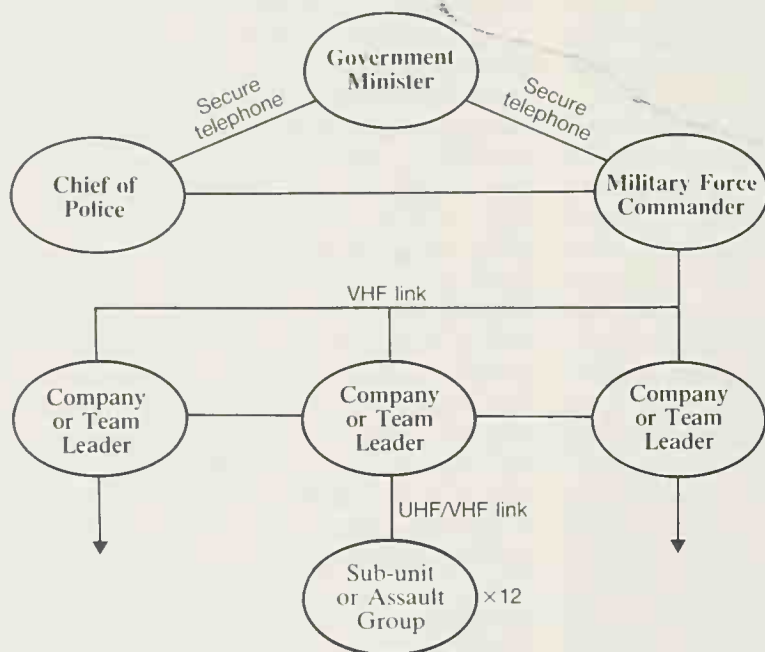 Government
Minister
Secure
telephone
Secure
telephone
Chief of
Police
Military Force
Commander
VHF link
Company
or Team
Leader
Company
or Team
Leader
Company
or Team
Leader
UHF/VHF link
Sub-unit
or Assault
Group
×12